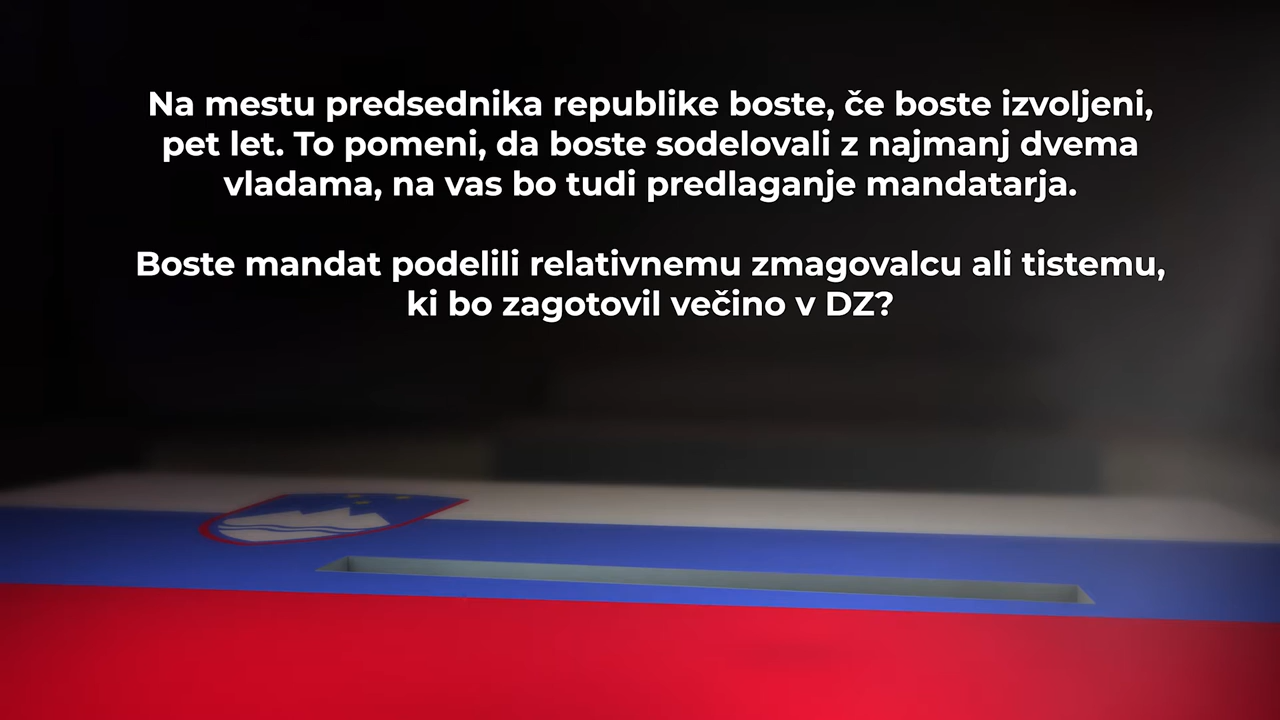 Na mestu predsednika republike boste, če boste izvoljeni,
pet let. To pomeni, da boste sodelovali z najmanj dvema
vladama, na vas bo tudi predlaganje mandatarja.
Boste mandat podelili relativnemu zmagovalcu ali tistemu,
ki bo zagotovil večino v DZ?